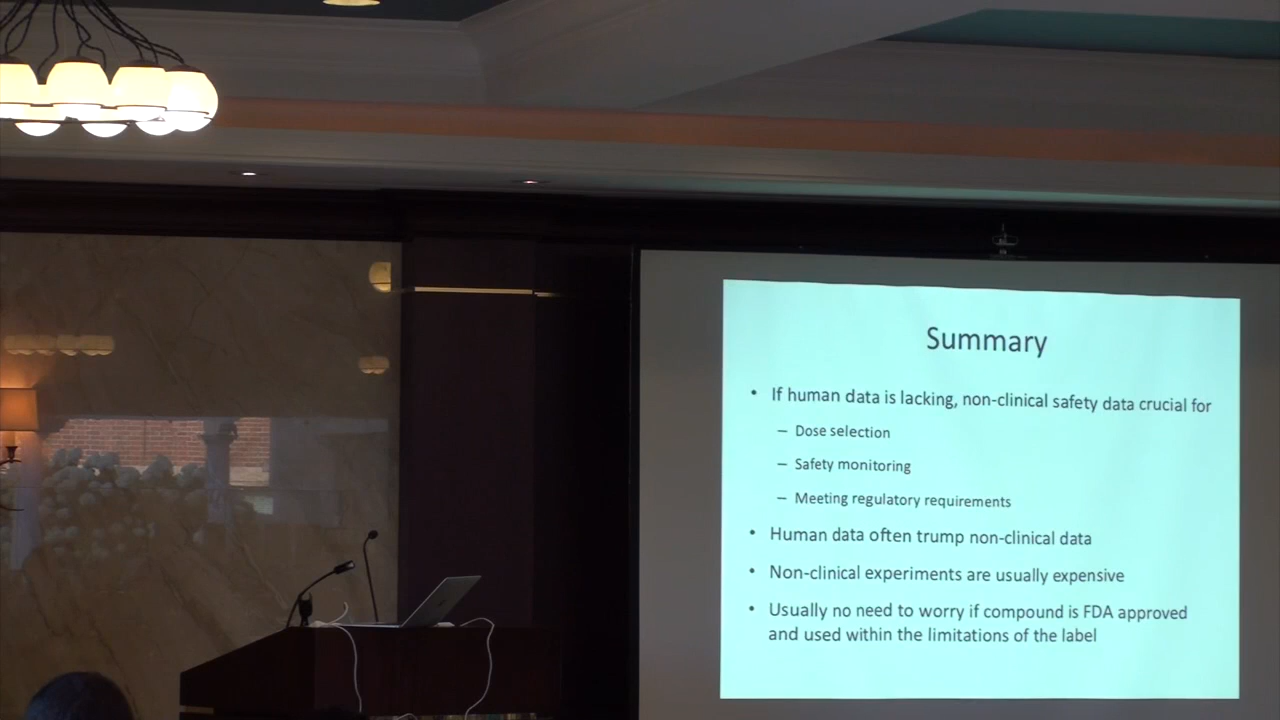 Summary
• If human data is lacking, non-clinical safety data crucial for
– Dose selection
– Safety monitoring
– Meeting regulatory requirements
• Human data often trump non-clinical data
• Non-clinical experiments are usually expensive
• Usually no need to worry if compound is FDA approved
and used within the limitations of the label